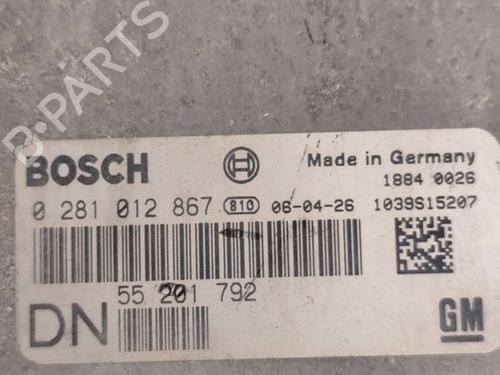 B-PARTS
BOSCH
Made in Germany
1884 0026
0 281 012 867 810 06-04-26 1039S15207
55 201 792
DN
GM